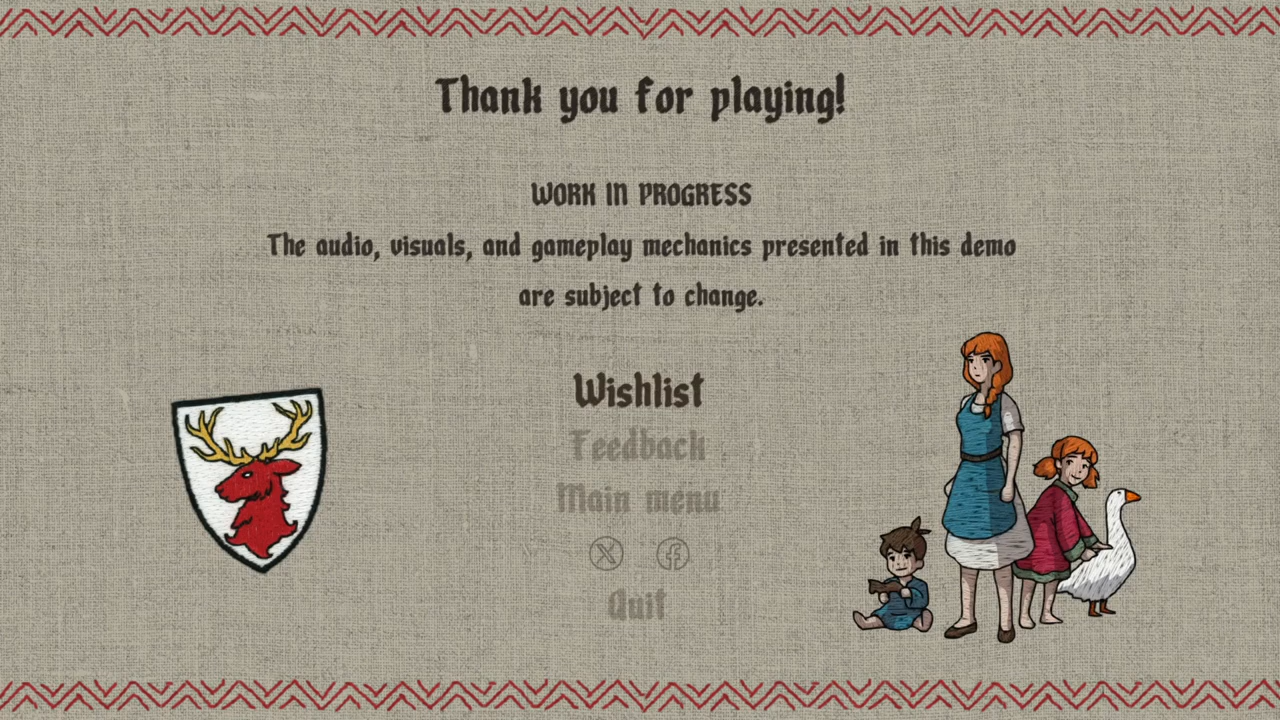 Thank you for playing!
WORK IN PROGRESS
The audio, visuals, and gameplay mechanics presented in this demo
are subject to change.
Wishlist
Feedback
Main menu
Quit